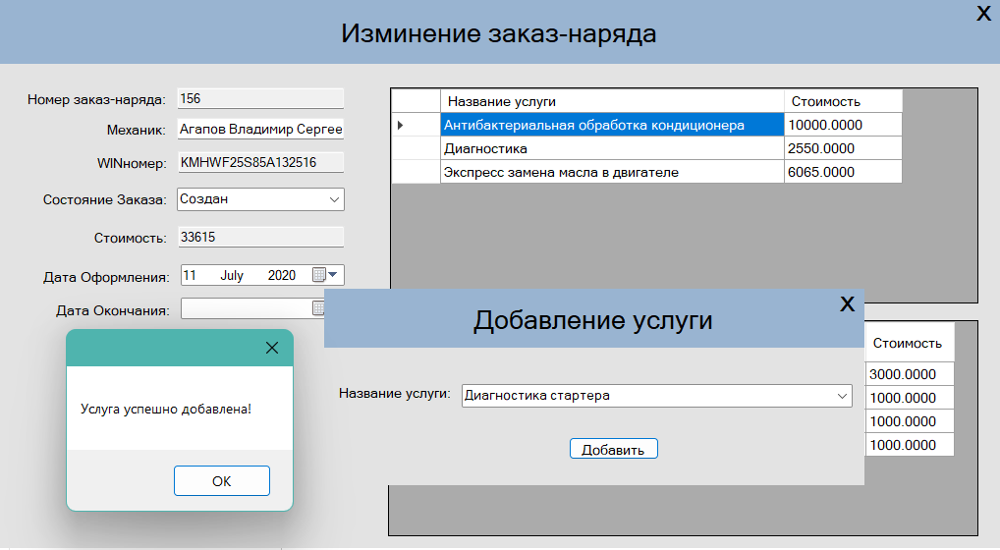 X
Изминение заказ-наряда
Номер заказ-наряда: 156
Механик: Агапов Владимир Сергее
WINномер: KMHWF25S85A132516
Состояние Заказа: Создан
Стоимость: 33615
Дата Оформления: 11 July 2020
Дата Окончания:
Название услуги Стоимость
Антибактериальная обработка кондиционера 10000.0000
Диагностика 2550.0000
Экспресс замена масла в двигателе 6065.0000
X
Добавление услуги
Название услуги: Диагностика стартера
Добавить
Стоимость
3000.0000
1000.0000
1000.0000
1000.0000
Услуга успешно добавлена!
OK